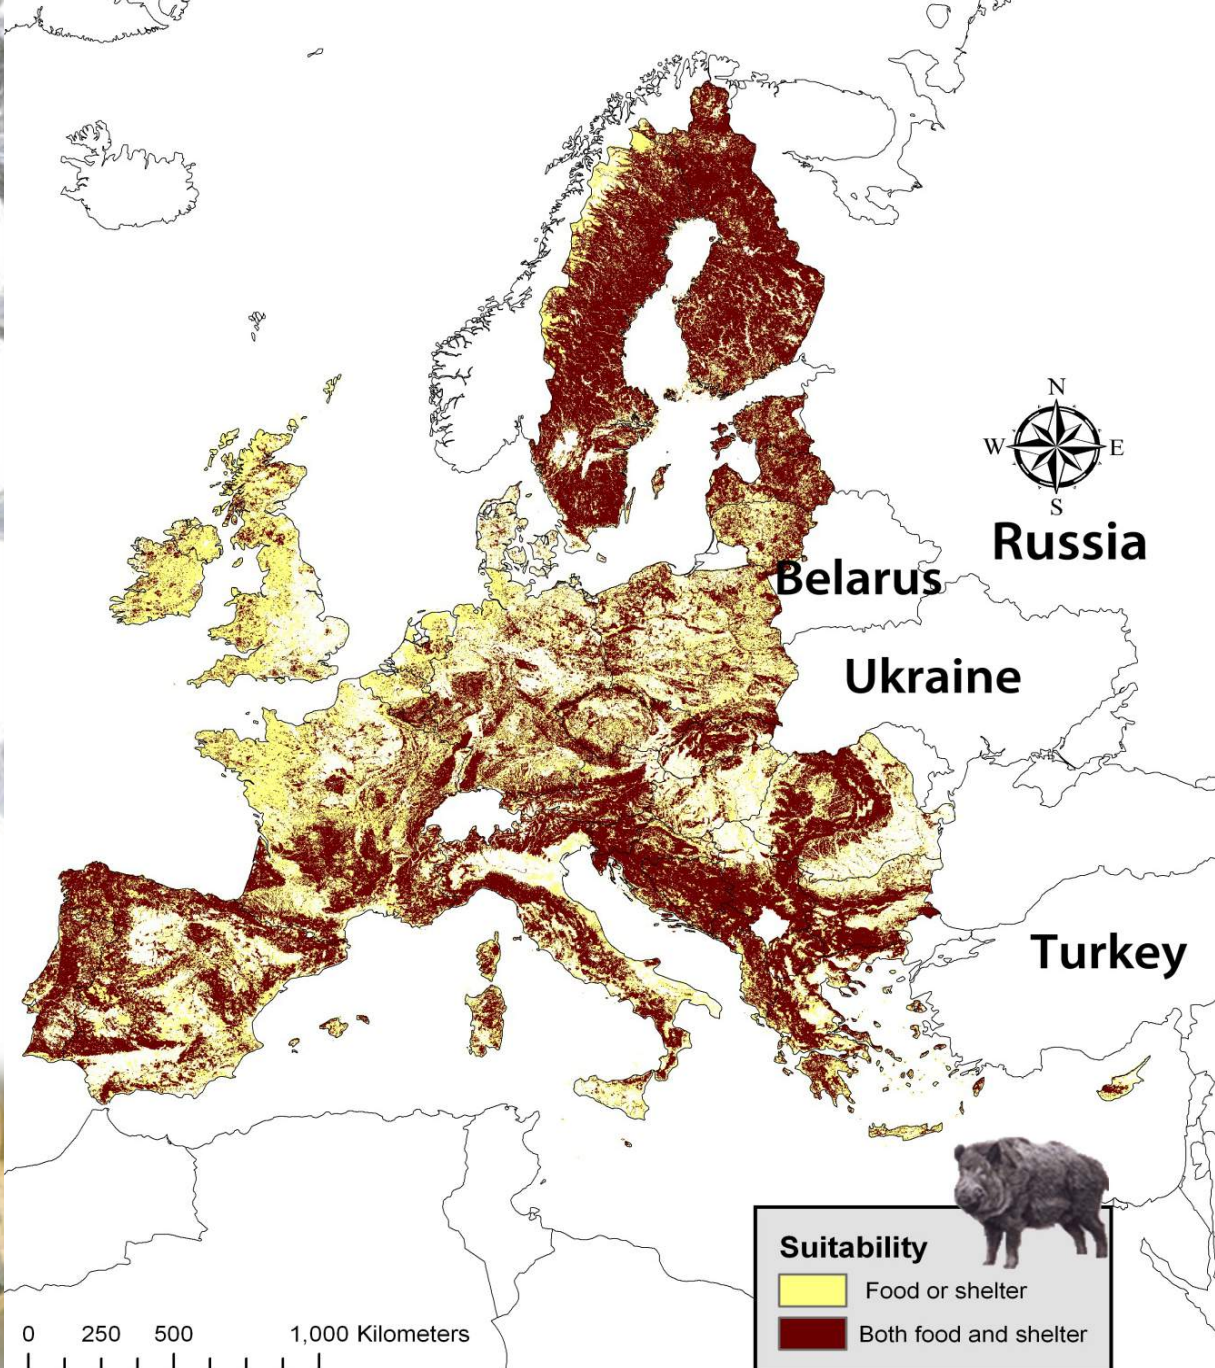 N
W E
S
Russia
Belarus
Ukraine
Turkey
Suitability
Food or shelter
Both food and shelter
0 250 500 1,000 Kilometers